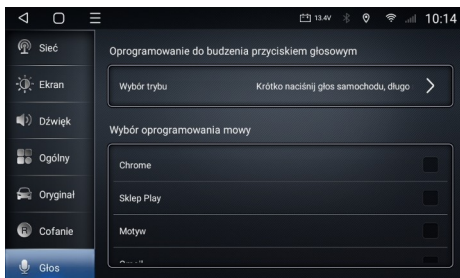 13.4V 10:14
Sieć
Ekran
Dźwięk
Ogólny
Oryginał
Cofanie
Głos
Oprogramowanie do budzenia przyciskiem głosowym
Wybór trybu Krótko naciśnij głos samochodu, długo
Wybór oprogramowania mowy
Chrome
Sklep Play
Motyw